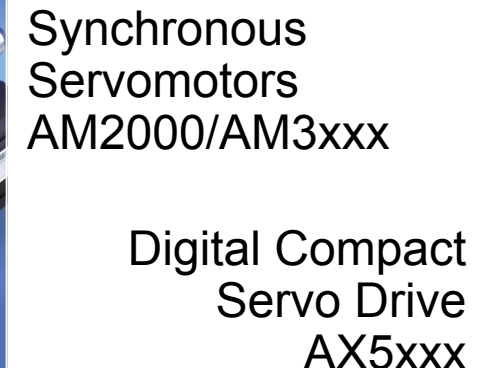 Synchronous
Servomotors
AM2000/AM3xxx
Digital Compact
Servo Drive
AX5xxx